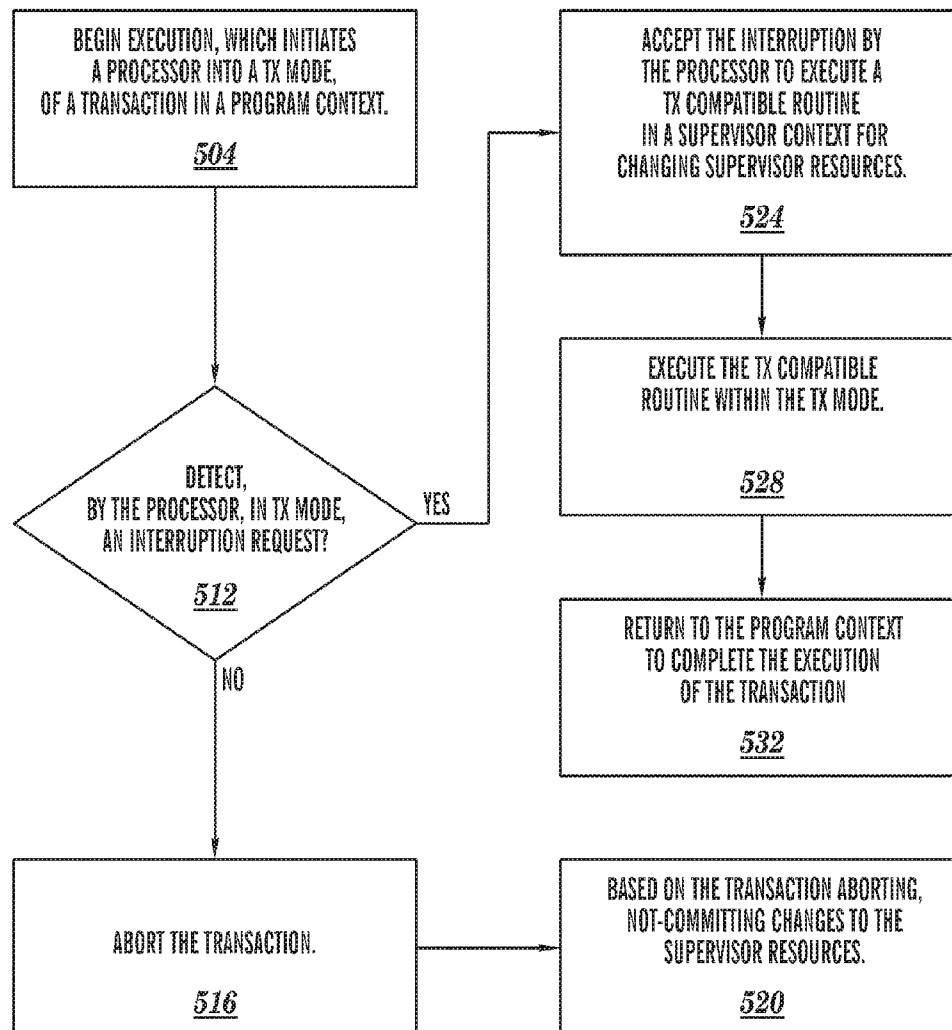 BEGIN EXECUTION, WHICH INITIATES
A PROCESSOR INTO A TX MODE,
OF A TRANSACTION IN A PROGRAM CONTEXT.
504
DETECT,
BY THE PROCESSOR, IN TX MODE,
AN INTERRUPTION REQUEST?
512
YES
NO
ABORT THE TRANSACTION.
516
BASED ON THE TRANSACTION ABORTING,
NOT-COMMITTING CHANGES TO THE
SUPERVISOR RESOURCES.
520
ACCEPT THE INTERRUPTION BY
THE PROCESSOR TO EXECUTE A
TX COMPATIBLE ROUTINE
IN A SUPERVISOR CONTEXT FOR
CHANGING SUPERVISOR RESOURCES.
524
EXECUTE THE TX COMPATIBLE
ROUTINE WITHIN THE TX MODE.
528
RETURN TO THE PROGRAM CONTEXT
TO COMPLETE THE EXECUTION
OF THE TRANSACTION
532